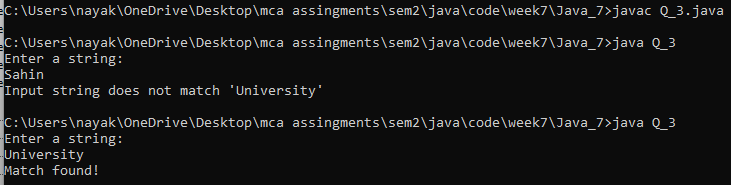 C:\Users\nayak\OneDrive\Desktop\mca assingments\sem2\java\code\week7\Java_7>javac Q_3.java
C:\Users\nayak\OneDrive\Desktop\mca assingments\sem2\java\code\week7\Java_7>java Q_3
Enter a string:
Sahin
Input string does not match 'University'
C:\Users\nayak\OneDrive\Desktop\mca assingments\sem2\java\code\week7\Java_7>java Q_3
Enter a string:
University
Match found!